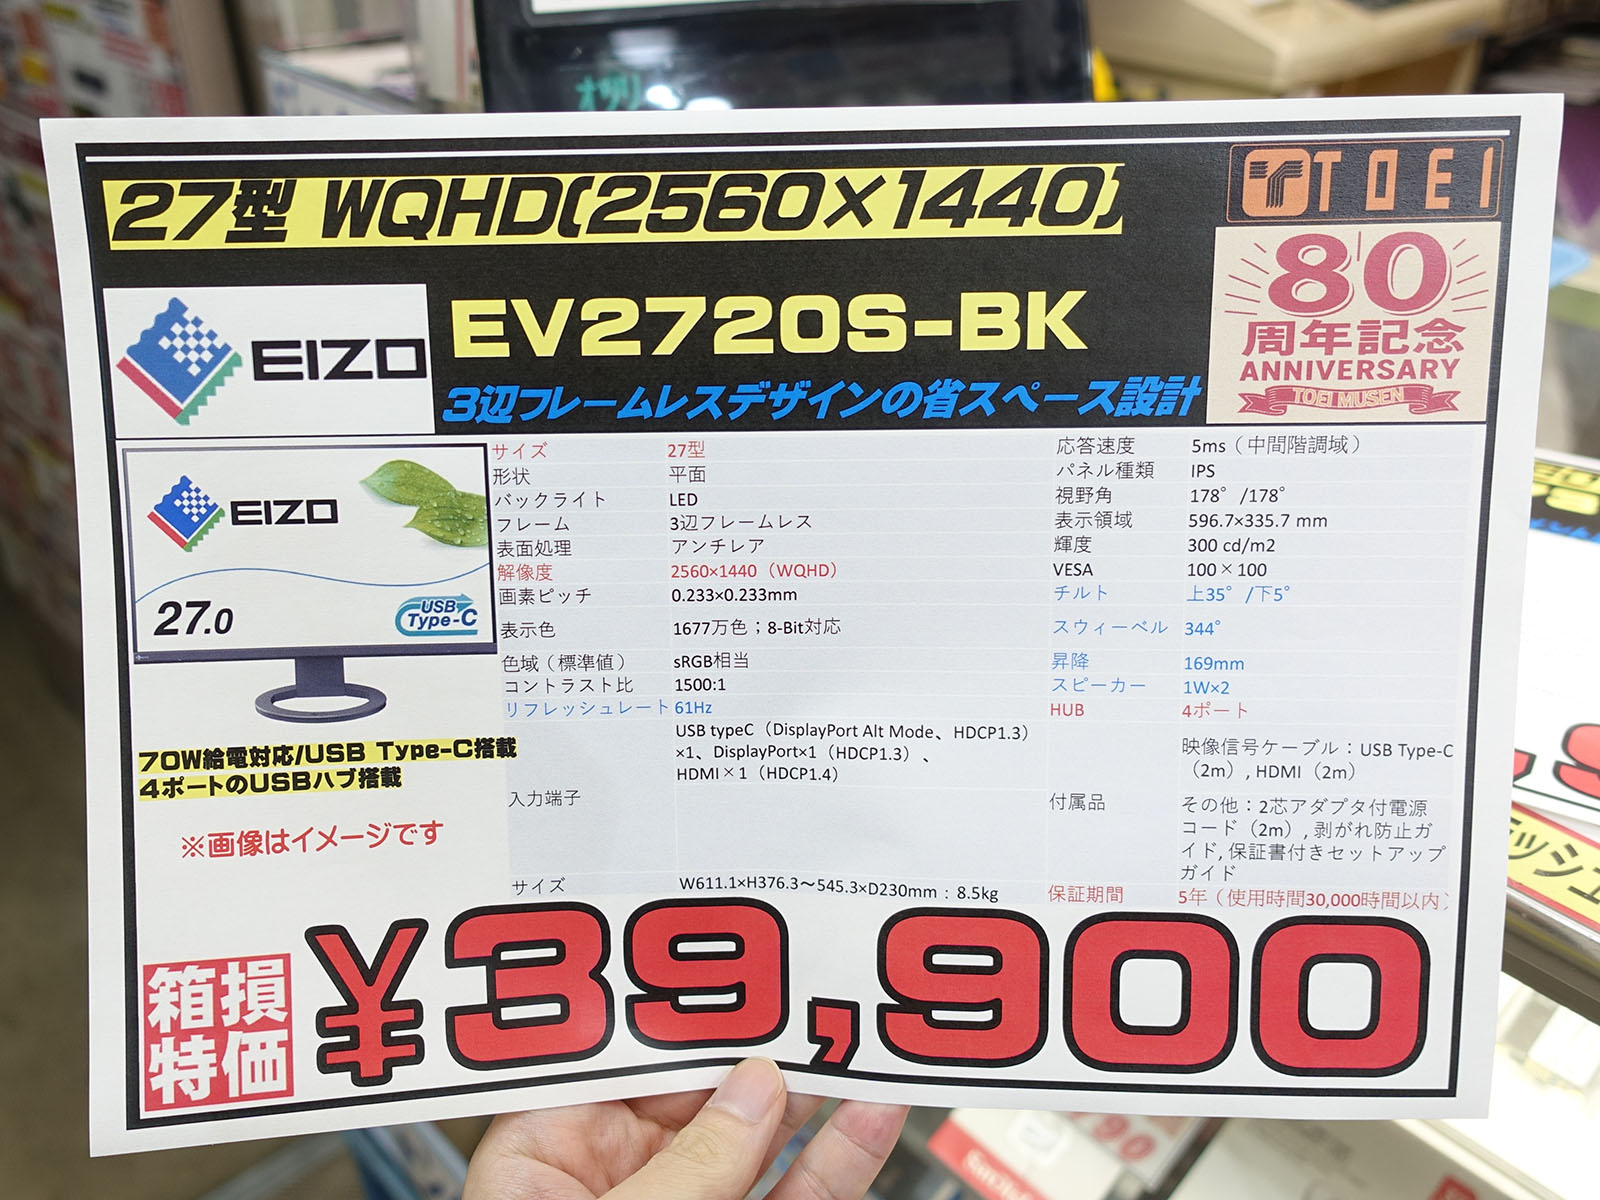 オタリ
27型 WQHD(2560×1440)
TOEI
80
周年記念
ANNIVERSARY
TOEI MUSEN
EIZO
EV2720S-BK
3辺フレームレスデザインの省スペース設計
EIZO
27.0
USB
Type-C
70W給電対応/USB Type-C搭載
4ポートのUSBハブ搭載
※画像はイメージです
サイズ 27型
形状 平面
バックライト LED
フレーム 3辺フレームレス
表面処理 アンチレア
解像度 2560×1440（WQHD）
画素ピッチ 0.233×0.233mm
表示色 1677万色；8-Bit対応
色域（標準値） sRGB相当
コントラスト比 1500:1
リフレッシュレート 61Hz
入力端子 USB typeC（DisplayPort Alt Mode、HDCP1.3）
×1、DisplayPort×1（HDCP1.3）、
HDMI×1（HDCP1.4）
サイズ W611.1×H376.3～545.3×D230mm：8.5kg
応答速度 5ms（中間階調域）
パネル種類 IPS
視野角 178°/178°
表示領域 596.7×335.7 mm
輝度 300 cd/m2
VESA 100×100
チルト 上35°/下5°
スウィーベル 344°
昇降 169mm
スピーカー 1W×2
HUB 4ポート
付属品 映像信号ケーブル：USB Type-C
（2m）, HDMI（2m）
その他：2芯アダプタ付電源
コード（2m）, 剥がれ防止ガ
イド, 保証書付きセットアップ
ガイド
保証期間 5年（使用時間30,000時間以内）
箱損
特価
¥39,900